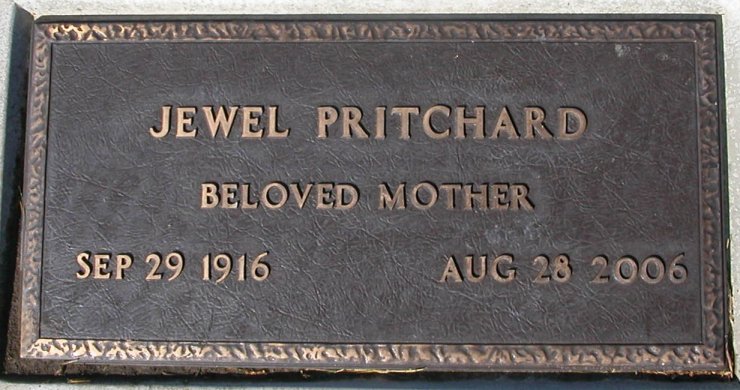 JEWEL PRITCHARD
BELOVED MOTHER
SEP 29 1916 AUG 28 2006